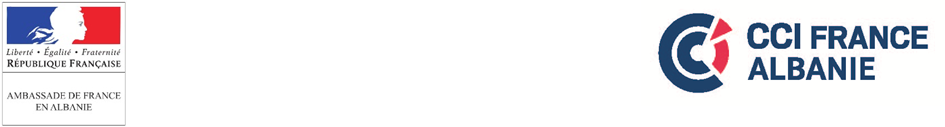 Liberté • Égalité • Fraternité
RÉPUBLIQUE FRANÇAISE
AMBASSADE DE FRANCE
EN ALBANIE
CCI FRANCE
ALBANIE